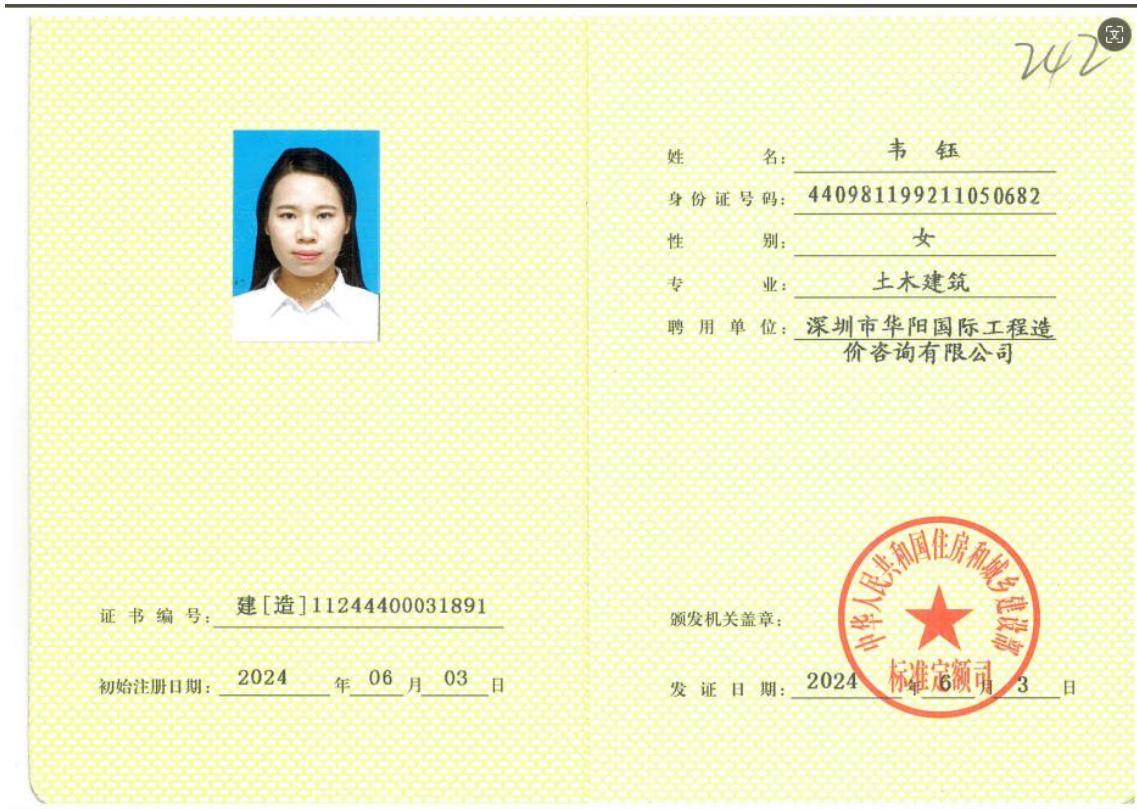 242
姓 名: 韦 钰
身份证号码: 440981199211050682
性 别: 女
专 业: 土木建筑
聘用单位: 深圳市华阳国际工程造
价咨询有限公司
证书编号: 建[造]11244400031891
初始注册日期: 2024 年 06 月 03 日
颁发机关盖章:
中华人民共和国住房和城乡建设部
标准定额司
发证日期: 2024 年 6 月 3 日